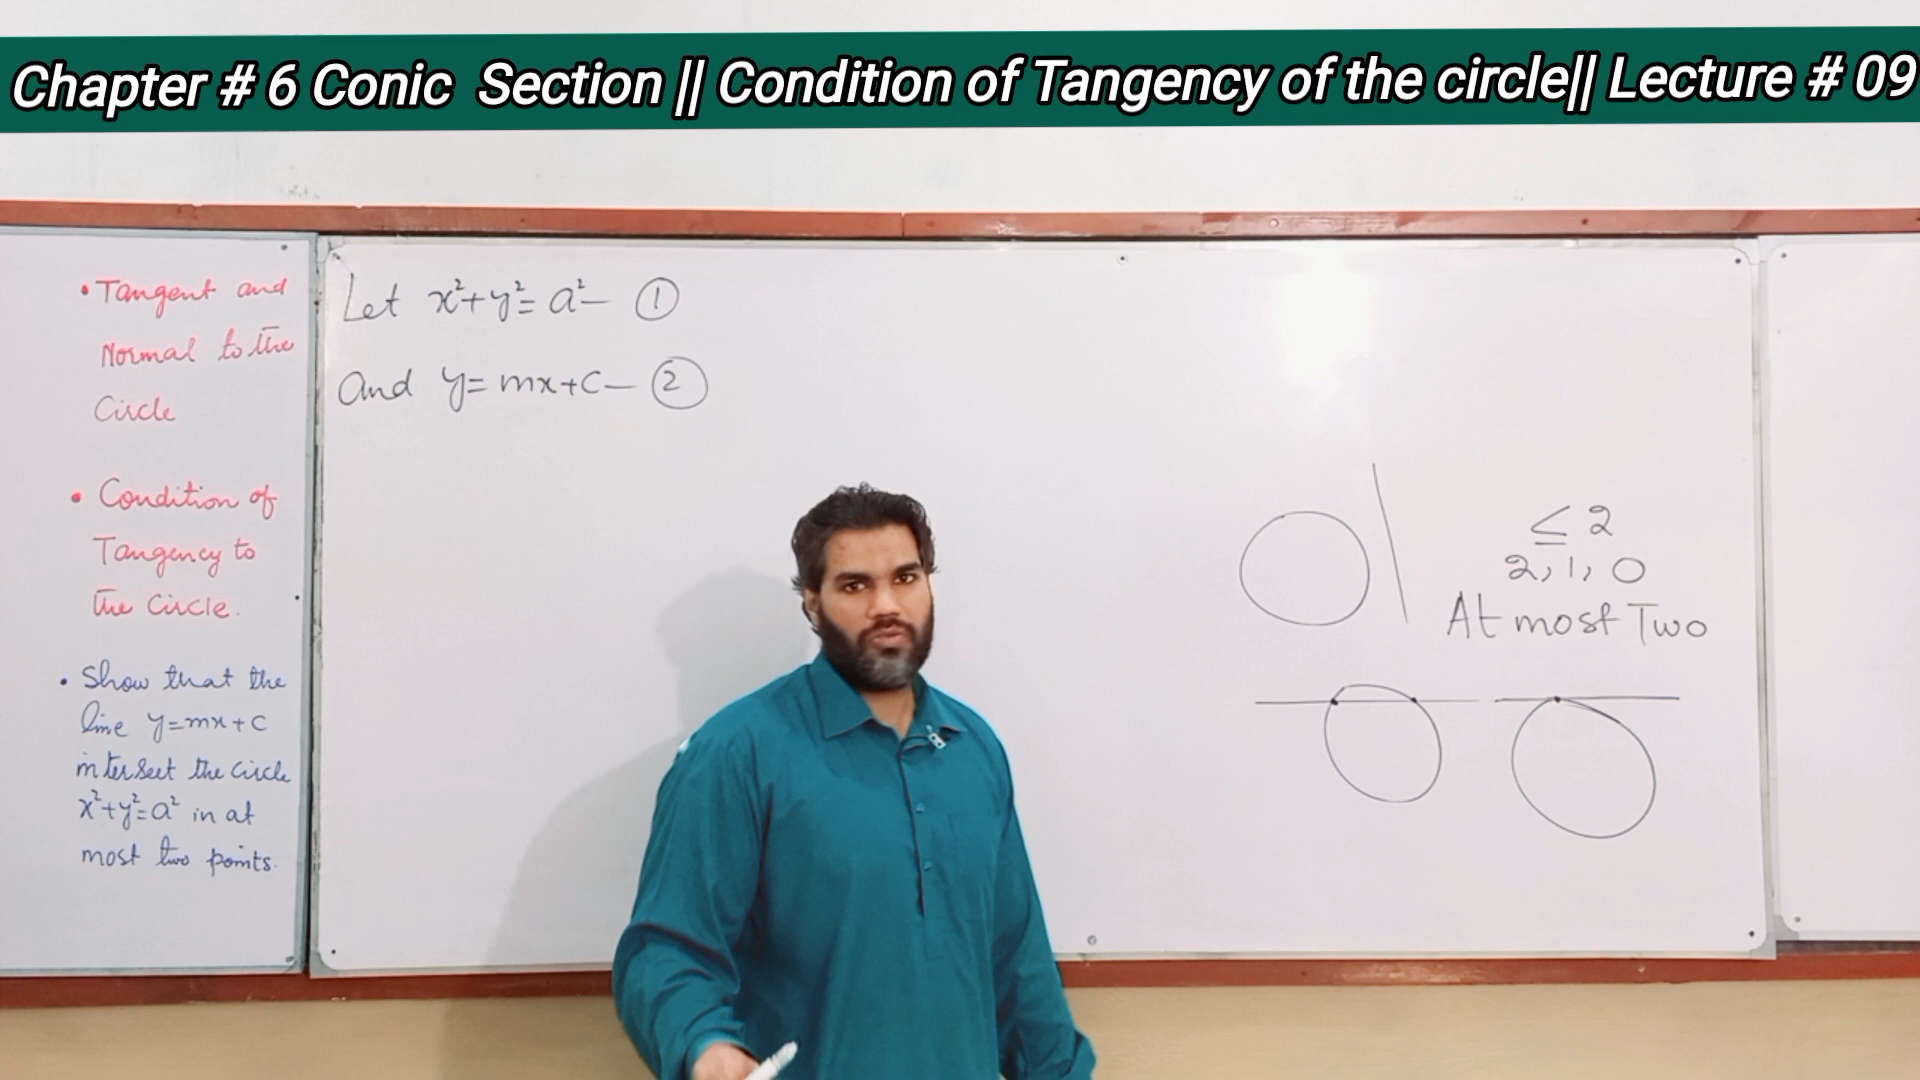 Chapter # 6 Conic Section || Condition of Tangency of the circle|| Lecture # 09
• Tangent and
Normal to the
Circle
• Condition of
Tangency to
the Circle.
• Show that the
line y=mx+c
interseet the circle
x²+y²=a² in at
most two points.
Let x²+y²=a² — ①
And y=mx+c — ②
≤ 2
2, 1, 0
At most Two